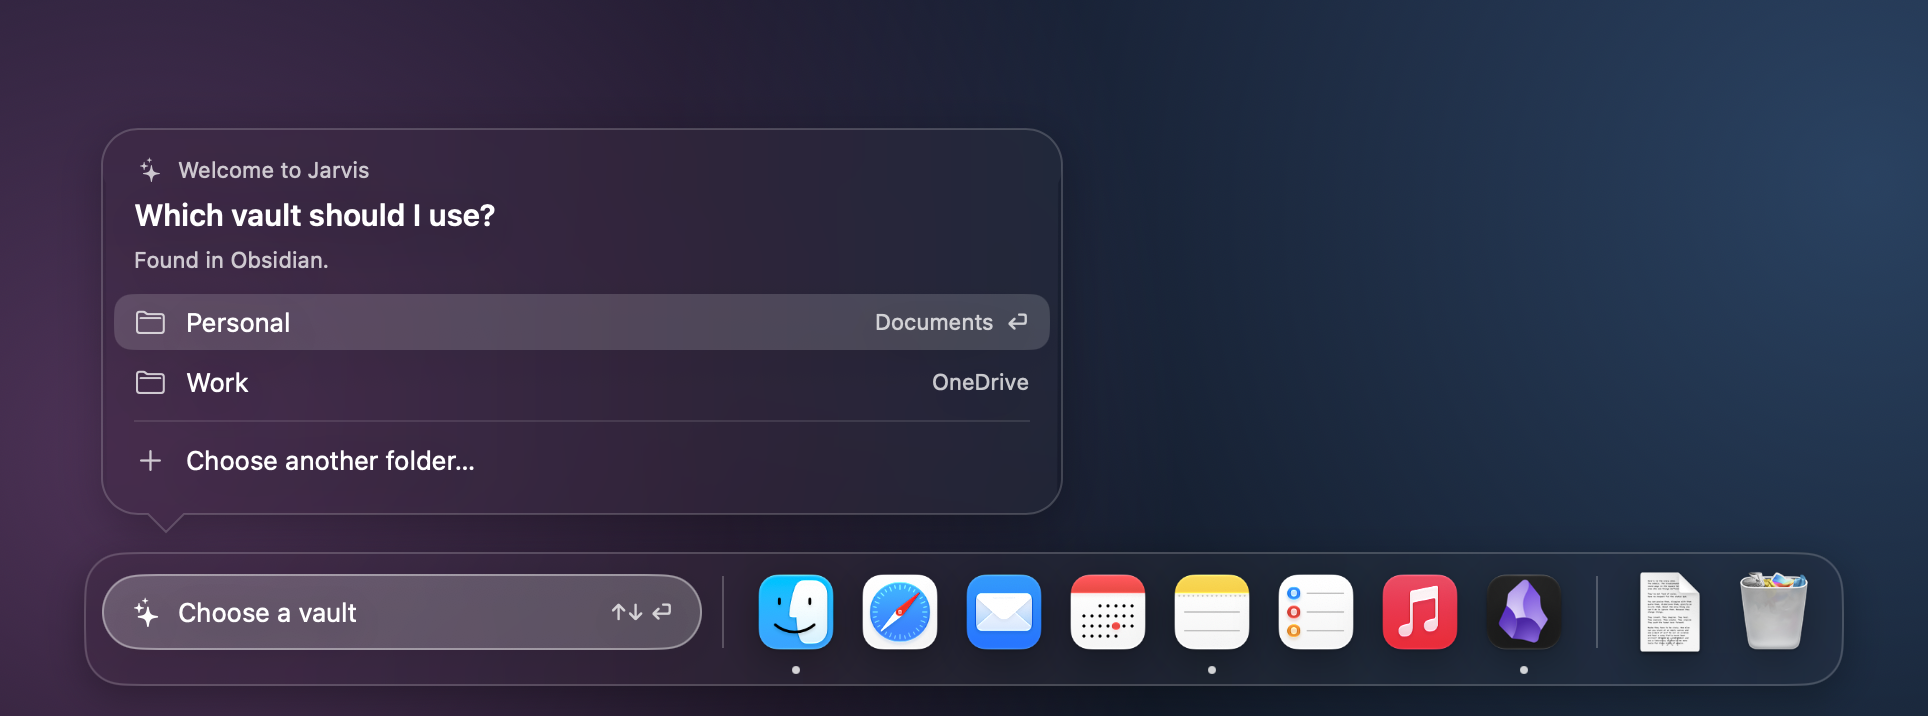 Welcome to Jarvis
Which vault should I use?
Found in Obsidian.
Personal Documents
Work OneDrive
Choose another folder...
Choose a vault